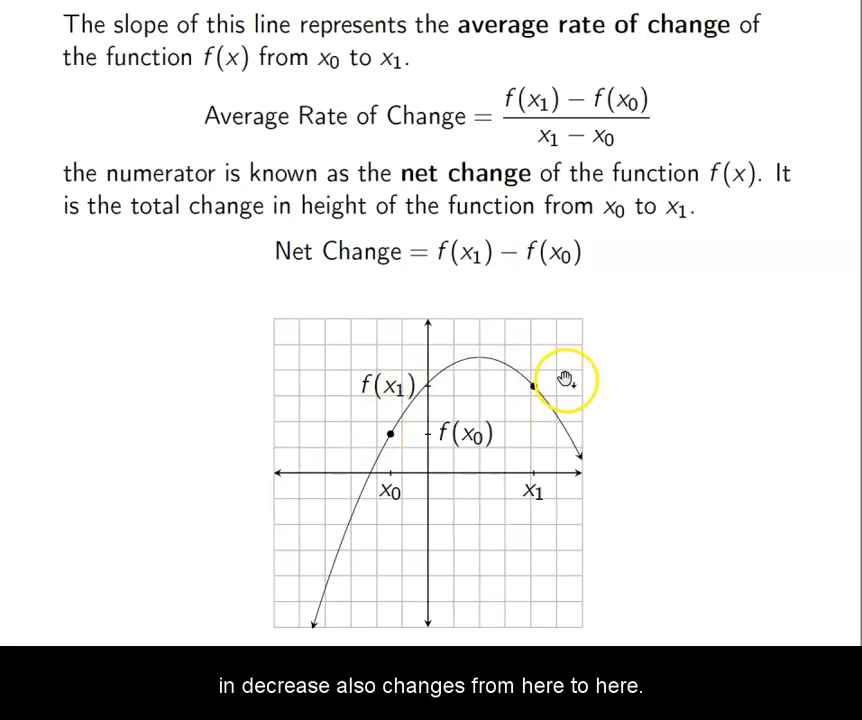 The slope of this line represents the average rate of change of
the function f(x) from x₀ to x₁.
Average Rate of Change = f(x₁) − f(x₀) / x₁ − x₀
the numerator is known as the net change of the function f(x). It
is the total change in height of the function from x₀ to x₁.
Net Change = f(x₁) − f(x₀)
f(x₁)
f(x₀)
x₀ x₁
in decrease also changes from here to here.